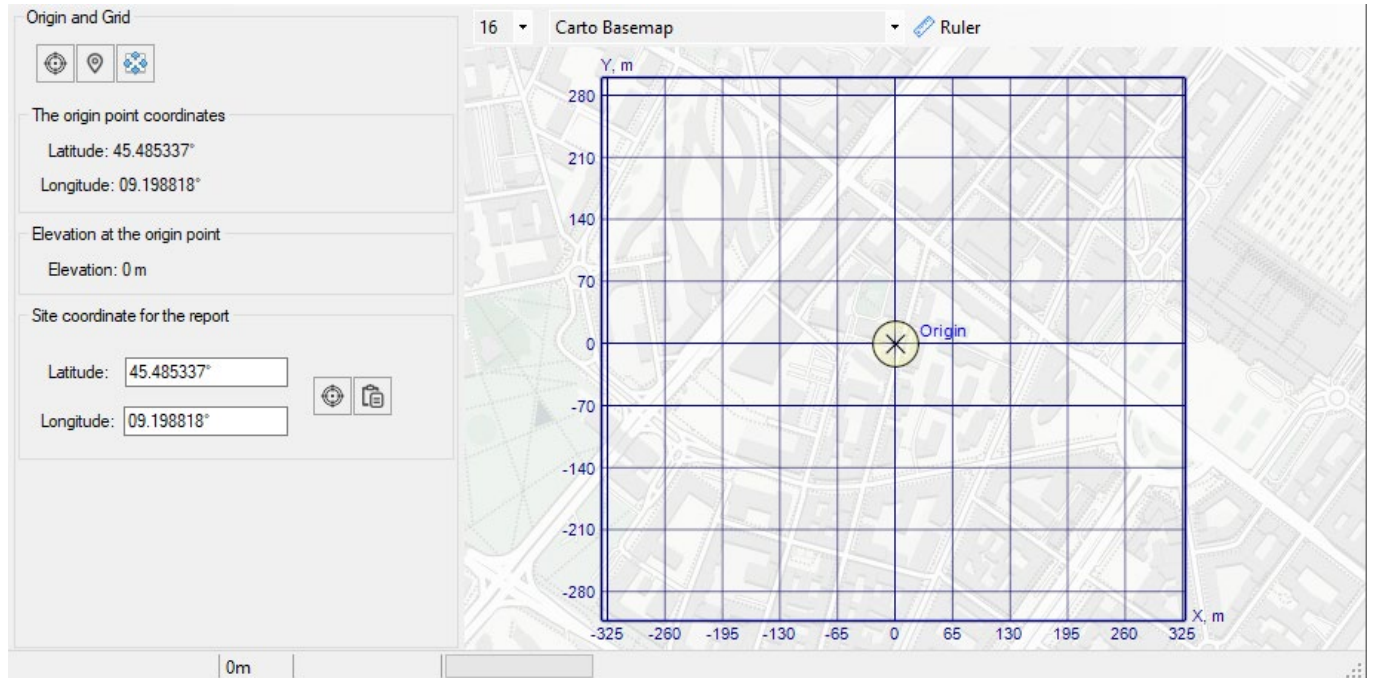 Origin and Grid
The origin point coordinates
Latitude: 45.485337°
Longitude: 09.198818°
Elevation at the origin point
Elevation: 0 m
Site coordinate for the report
Latitude: 45.485337°
Longitude: 09.198818°
0m
16 Carto Basemap Ruler
Y, m
280
210
140
70
0
-70
-140
-210
-280
Origin
X, m
-325 -260 -195 -130 -65 0 65 130 195 260 325